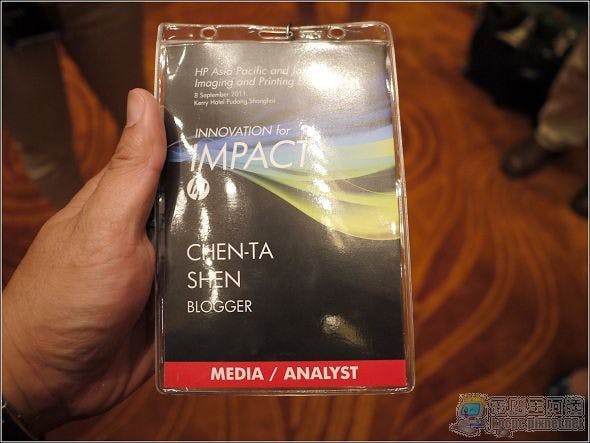 HP Asia Pacific and
Imaging and Printing
8 September 2011
Kerry Hotel Pudong, Shanghai
INNOVATION for
IMPACT
hp
CHEN-TA
SHEN
BLOGGER
MEDIA / ANALYST